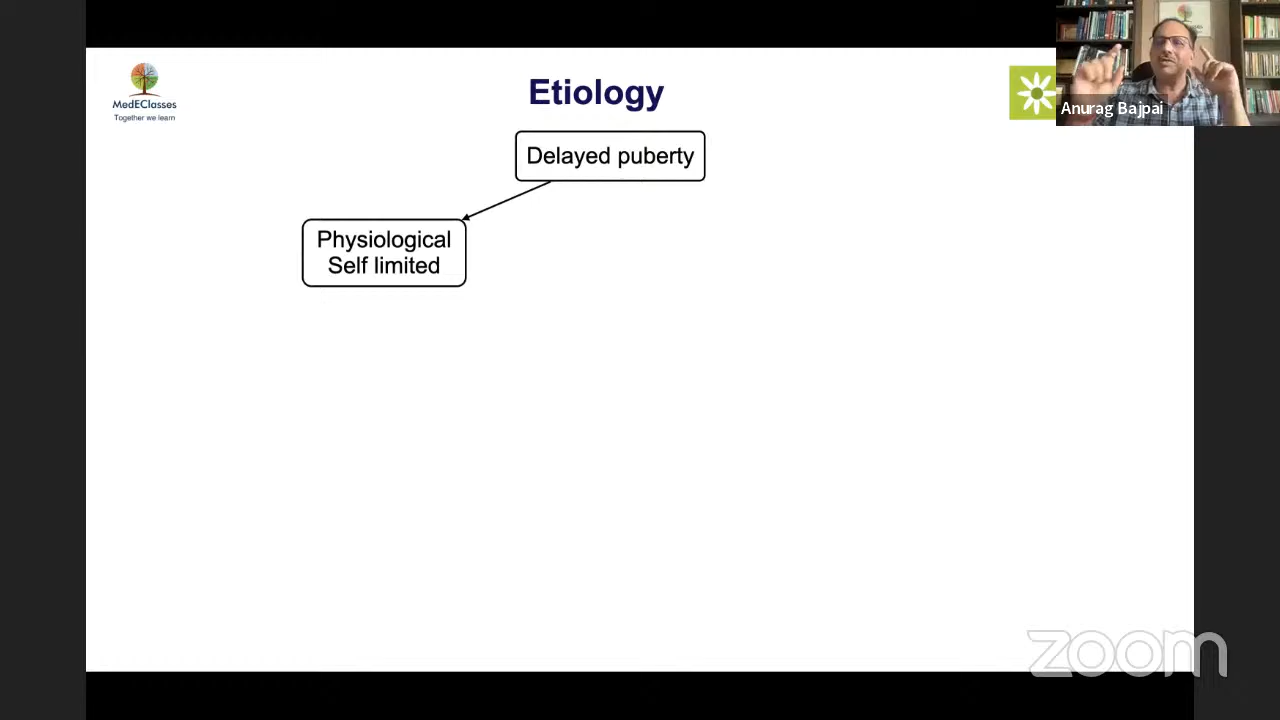 MedEClasses
Together we learn
Etiology
Delayed puberty
Physiological
Self limited
Anurag Bajpai
zoom